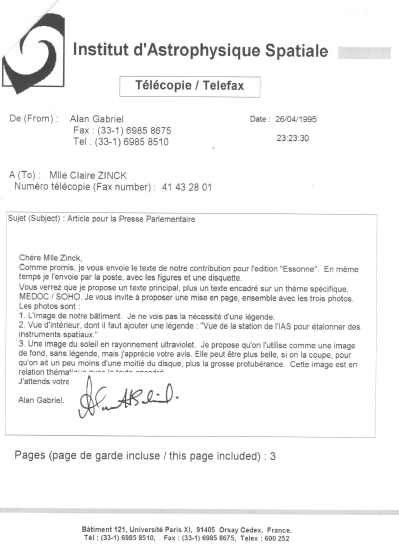 Institut d'Astrophysique Spatiale
Télécopie / Telefax
De (From) : Alan Gabriel Date : 26/04/1995
Fax : (33-1) 6985 8675
Tel : (33-1) 6985 8510 23:23:30
A (To) : Mlle Claire ZINCK
Numéro télécopie (Fax number) : 41 43 28 01
Sujet (Subject) : Article pour la Presse Parlementaire
Chére Mlle Zinck,
Comme promis, je vous envoie le texte de notre contribution pour l'edition "Essonne". En même
temps je l'envoie par la poste, avec les figures et une disquette.
Vous verrez que je propose un texte principal, plus un texte encadré sur un thème spécifique,
MEDOC / SOHO. Je vous invite à proposer une mise en page, ensemble avec les trois photos.
Les photos sont :
1. L'image de notre bâtiment. Je ne vois pas la nécessité d'une légende.
2. Vue d'intérieur, dont il faut ajouter une légende : "Vue de la station de l'IAS pour étalonner des
instruments spatiaux."
3. Une image du soleil en rayonnement ultraviolet. Je propose qu'on l'utilise comme une image
de fond, sans légende, mais j'apprécie votre avis. Elle peut être plus belle, si on la coupe, pour
qu'on ait un peu moins d'une moitié du disque, plus la grosse protubérance. Cette image est en
relation thématique avec le texte encadré
J'attends votre
Alan Gabriel.
Pages (page de garde incluse / this page included) : 3
Bâtiment 121, Université Paris XI, 91405 Orsay Cedex, France.
Tél : (33-1) 6985 8510, Fax : (33-1) 6985 8675, Telex : 600 252